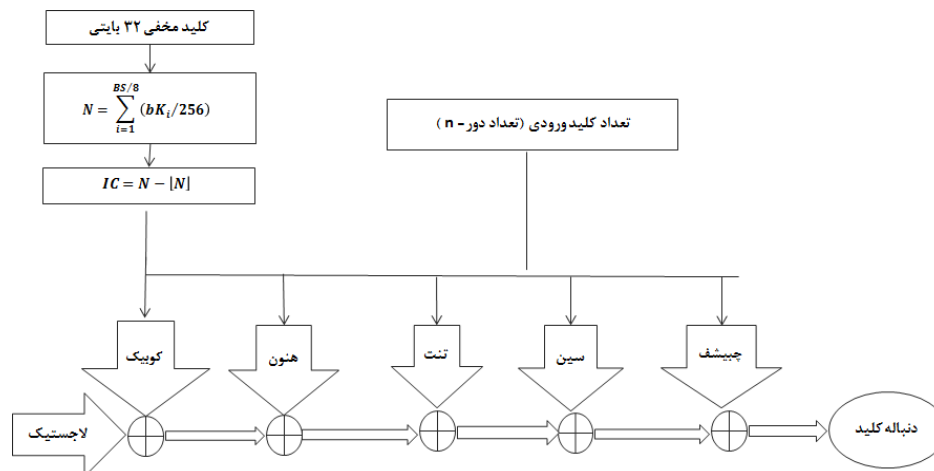 کلید مخفی ۳۲ بایتی
N = ∑_{i=1}^{BS/8} (bK_i/256)
تعداد کلید ورودی (تعداد دور - n )
IC = N − ⌊N⌋
کوبیک
هنون
تنت
سین
چبیشف
لاجستیک
دنباله کلید